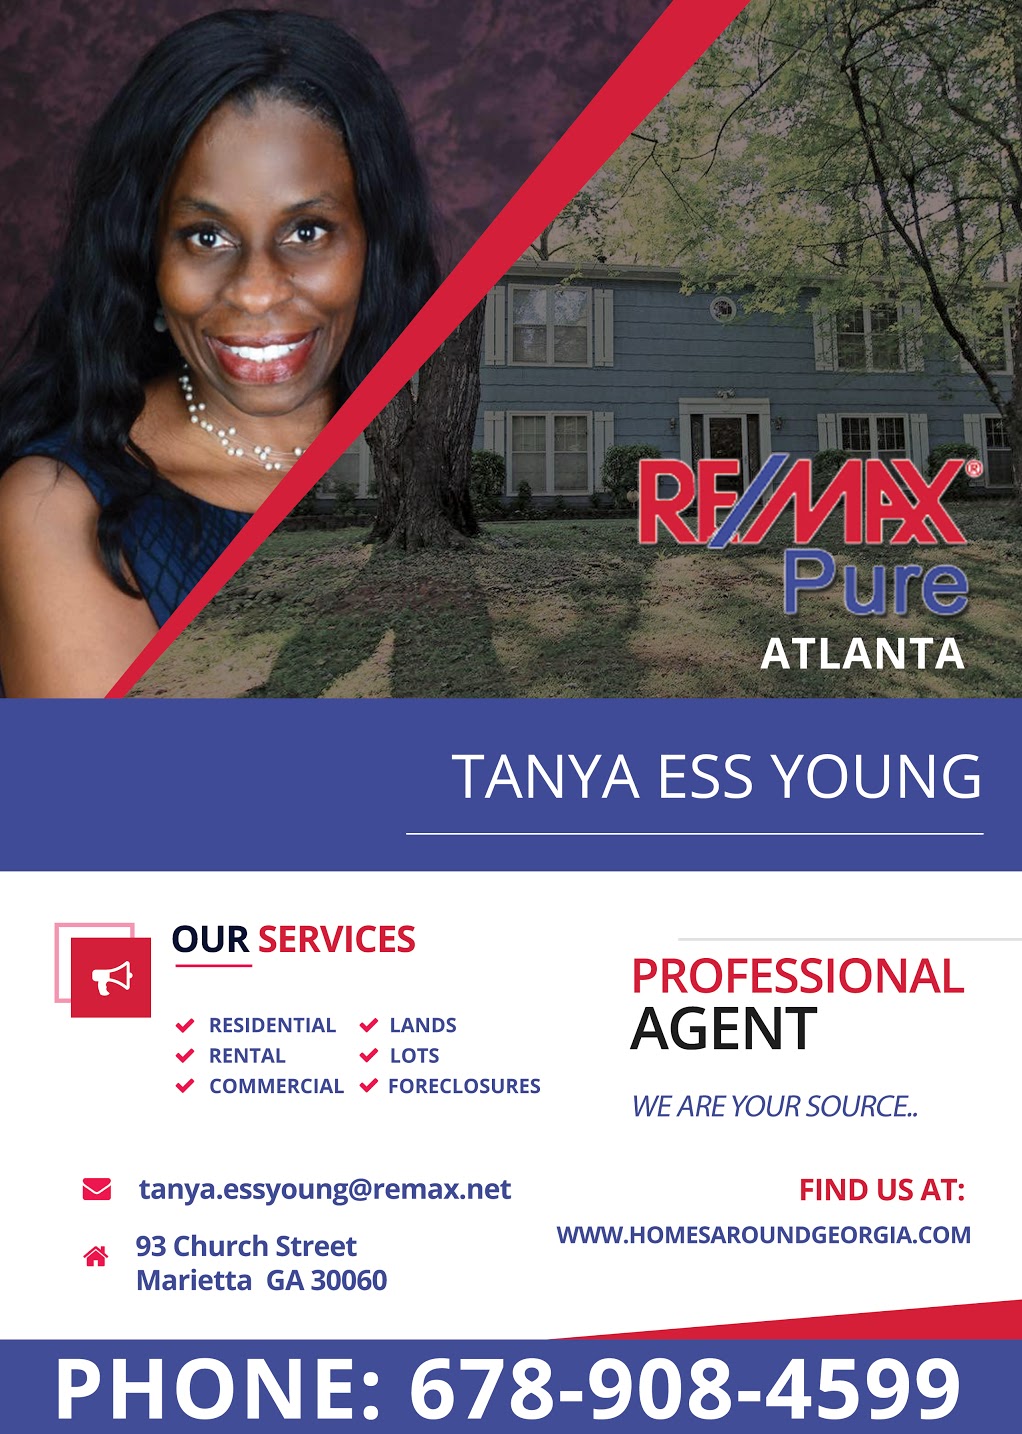 RE/MAX®
Pure
ATLANTA
TANYA ESS YOUNG
OUR SERVICES
RESIDENTIAL
RENTAL
COMMERCIAL
LANDS
LOTS
FORECLOSURES
PROFESSIONAL
AGENT
WE ARE YOUR SOURCE..
tanya.essyoung@remax.net
93 Church Street
Marietta GA 30060
FIND US AT:
WWW.HOMESAROUNDGEORGIA.COM
PHONE: 678-908-4599